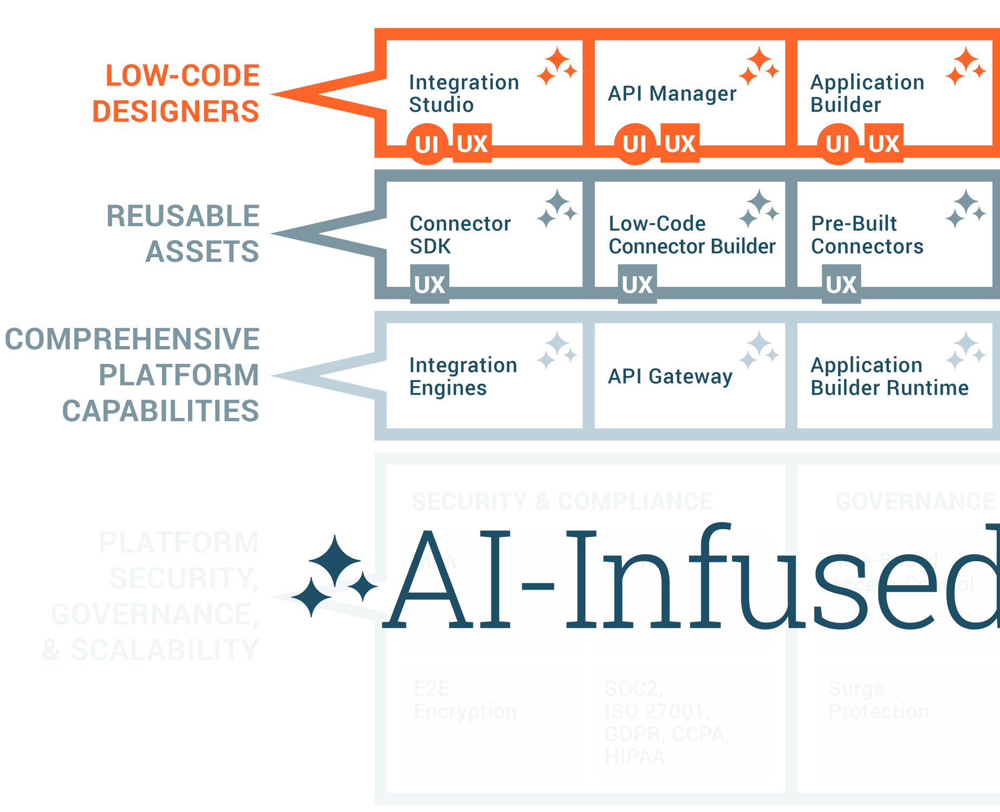 LOW-CODE
DESIGNERS
Integration
Studio
UI UX
API Manager
UI UX
Application
Builder
UI UX
REUSABLE
ASSETS
Connector
SDK
UX
Low-Code
Connector Builder
UX
Pre-Built
Connectors
UX
COMPREHENSIVE
PLATFORM
CAPABILITIES
Integration
Engines
API Gateway
Application
Builder Runtime
PLATFORM
SECURITY,
GOVERNANCE,
& SCALABILITY
SECURITY & COMPLIANCE
GOVERNANCE
AI-Infused
Access Control
E2E
Encryption
SOC2,
ISO 27001,
GDPR, CCPA,
HIPAA
Surge
Protection